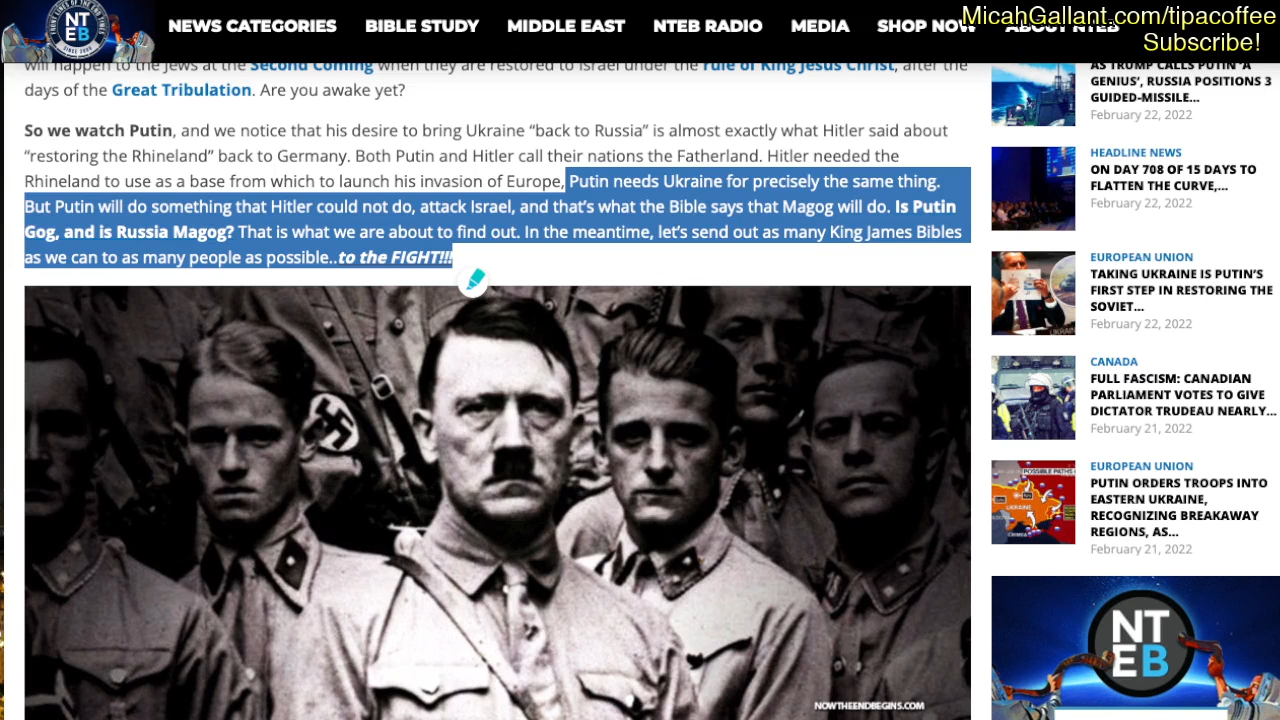 NT
EB
SINCE 2009
NEWS CATEGORIES
BIBLE STUDY
MIDDLE EAST
NTEB RADIO
MEDIA
SHOP NOW
ABOUT NTEB
MicahGallant.com/tipacoffee
Subscribe!
will happen to the Jews at the Second Coming when they are restored to Israel under the rule of King Jesus Christ, after the
days of the Great Tribulation. Are you awake yet?
So we watch Putin, and we notice that his desire to bring Ukraine “back to Russia” is almost exactly what Hitler said about
“restoring the Rhineland” back to Germany. Both Putin and Hitler call their nations the Fatherland. Hitler needed the
Rhineland to use as a base from which to launch his invasion of Europe, Putin needs Ukraine for precisely the same thing.
But Putin will do something that Hitler could not do, attack Israel, and that’s what the Bible says that Magog will do. Is Putin
Gog, and is Russia Magog? That is what we are about to find out. In the meantime, let’s send out as many King James Bibles
as we can to as many people as possible..to the FIGHT!!!
NOWTHEENDBEGINS.COM
AS TRUMP CALLS PUTIN ‘A
GENIUS’, RUSSIA POSITIONS 3
GUIDED-MISSILE...
February 22, 2022
HEADLINE NEWS
ON DAY 708 OF 15 DAYS TO
FLATTEN THE CURVE,...
February 22, 2022
EUROPEAN UNION
TAKING UKRAINE IS PUTIN’S
FIRST STEP IN RESTORING THE
SOVIET...
February 22, 2022
UKRAINE
CANADA
FULL FASCISM: CANADIAN
PARLIAMENT VOTES TO GIVE
DICTATOR TRUDEAU NEARLY...
February 21, 2022
EUROPEAN UNION
PUTIN ORDERS TROOPS INTO
EASTERN UKRAINE,
RECOGNIZING BREAKAWAY
REGIONS, AS...
February 21, 2022
POSSIBLE PATHS
UKRAINE
CRIMEA
NT
EB